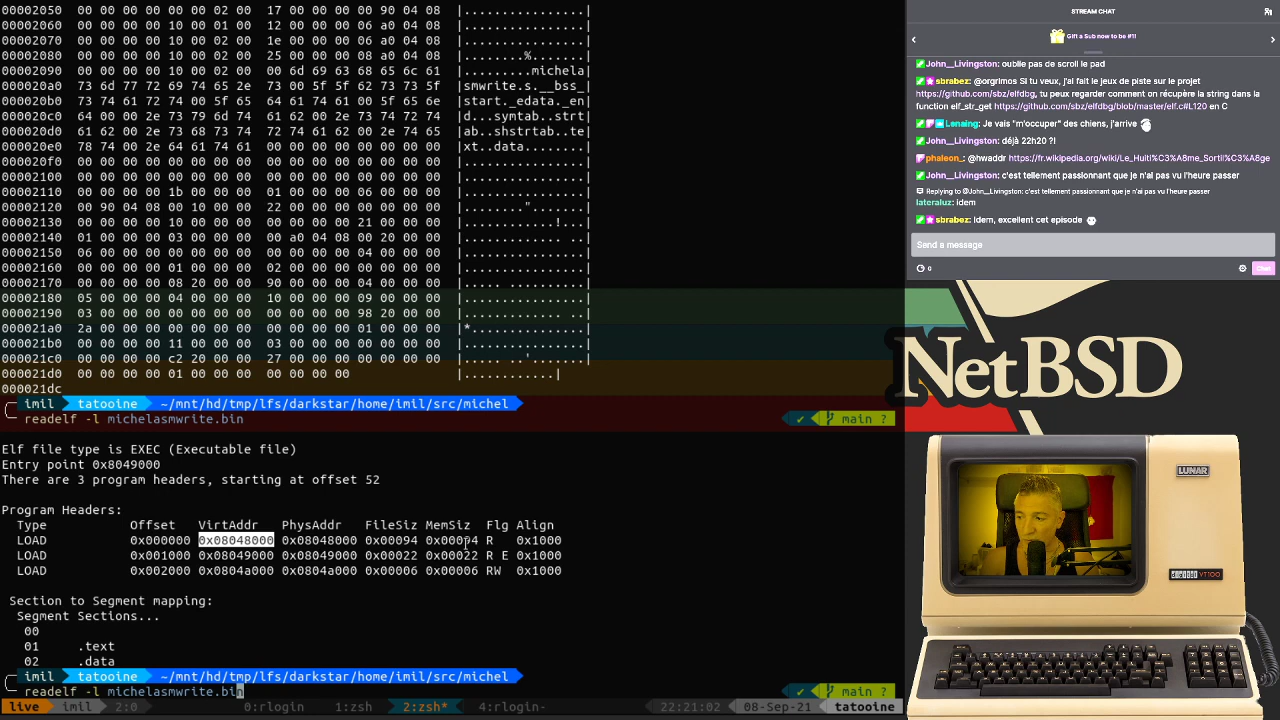 00002050  00 00 00 00 00 00 02 00  17 00 00 00 00 90 04 08  |................|
00002060  00 00 00 00 10 00 01 00  12 00 00 00 06 a0 04 08  |................|
00002070  00 00 00 00 10 00 02 00  1e 00 00 00 06 a0 04 08  |................|
00002080  00 00 00 00 10 00 02 00  25 00 00 00 08 a0 04 08  |........%.......|
00002090  00 00 00 00 10 00 02 00  00 6d 69 63 68 65 6c 61  |.........michela|
000020a0  73 6d 77 72 69 74 65 2e  73 00 5f 5f 62 73 73 5f  |smwrite.s.__bss_|
000020b0  73 74 61 72 74 00 5f 65  64 61 74 61 00 5f 65 6e  |start._edata._en|
000020c0  64 00 00 2e 73 79 6d 74  61 62 00 2e 73 74 72 74  |d...symtab..strt|
000020d0  61 62 00 2e 73 68 73 74  72 74 61 62 00 2e 74 65  |ab..shstrtab..te|
000020e0  78 74 00 2e 64 61 74 61  00 00 00 00 00 00 00 00  |xt..data........|
000020f0  00 00 00 00 00 00 00 00  00 00 00 00 00 00 00 00  |................|
00002100  00 00 00 00 00 00 00 00  00 00 00 00 00 00 00 00  |................|
00002110  00 00 00 00 1b 00 00 00  01 00 00 00 06 00 00 00  |................|
00002120  00 90 04 08 00 10 00 00  22 00 00 00 00 00 00 00  |........".......|
00002130  00 00 00 00 10 00 00 00  00 00 00 00 21 00 00 00  |............!...|
00002140  01 00 00 00 03 00 00 00  00 a0 04 08 00 20 00 00  |............. ..|
00002150  06 00 00 00 00 00 00 00  00 00 00 00 04 00 00 00  |................|
00002160  00 00 00 00 01 00 00 00  02 00 00 00 00 00 00 00  |................|
00002170  00 00 00 00 08 20 00 00  90 00 00 00 04 00 00 00  |..... ..........|
00002180  05 00 00 00 04 00 00 00  10 00 00 00 09 00 00 00  |................|
00002190  03 00 00 00 00 00 00 00  00 00 00 00 98 20 00 00  |............. ..|
000021a0  2a 00 00 00 00 00 00 00  00 00 00 00 01 00 00 00  |*...............|
000021b0  00 00 00 00 11 00 00 00  03 00 00 00 00 00 00 00  |................|
000021c0  00 00 00 00 c2 20 00 00  27 00 00 00 00 00 00 00  |..... ..'.......|
000021d0  00 00 00 00 01 00 00 00  00 00 00 00              |............|
000021dc
imil tatooine ~/mnt/hd/tmp/lfs/darkstar/home/imil/src/michel
readelf -l michelasmwrite.bin ✔ main ?
Elf file type is EXEC (Executable file)
Entry point 0x8049000
There are 3 program headers, starting at offset 52
Program Headers:
Type Offset VirtAddr PhysAddr FileSiz MemSiz Flg Align
LOAD 0x000000 0x08048000 0x08048000 0x00094 0x00094 R 0x1000
LOAD 0x001000 0x08049000 0x08049000 0x00022 0x00022 R E 0x1000
LOAD 0x002000 0x0804a000 0x0804a000 0x00006 0x00006 RW 0x1000
Section to Segment mapping:
Segment Sections...
00
01 .text
02 .data
imil tatooine ~/mnt/hd/tmp/lfs/darkstar/home/imil/src/michel
readelf -l michelasmwrite.bin ✔ main ?
live imil 2:0 0:rlogin 1:zsh 2:zsh* 4:rlogin- 22:21:02 08-Sep-21 tatooine
STREAM CHAT
Gift a Sub now to be #1!
John__Livingston: oublie pas de scroll le pad
sbrabez: @orgrimos Si tu veux, j'ai fait le jeux de piste sur le projet
https://github.com/sbz/elfdbg, tu peux regarder comment on récupère la string dans la
function elf_str_get https://github.com/sbz/elfdbg/blob/master/elf.c#L120 en C
Lenaing: Je vais "m'occuper" des chiens, j'arrive
John__Livingston: déjà 22h20 ?!
phaleon_: @hwaddr https://fr.wikipedia.org/wiki/Le_Huiti%C3%A8me_Sortil%C3%A8ge
John__Livingston: c'est tellement passionnant que je n'ai pas vu l'heure passer
Replying to @John__Livingston: c'est tellement passionnant que je n'ai pas vu l'heure passer
lateraluz: idem
sbrabez: Idem, excellent cet episode
Send a message
0 Chat
NetBSD
LUNAR
VT100